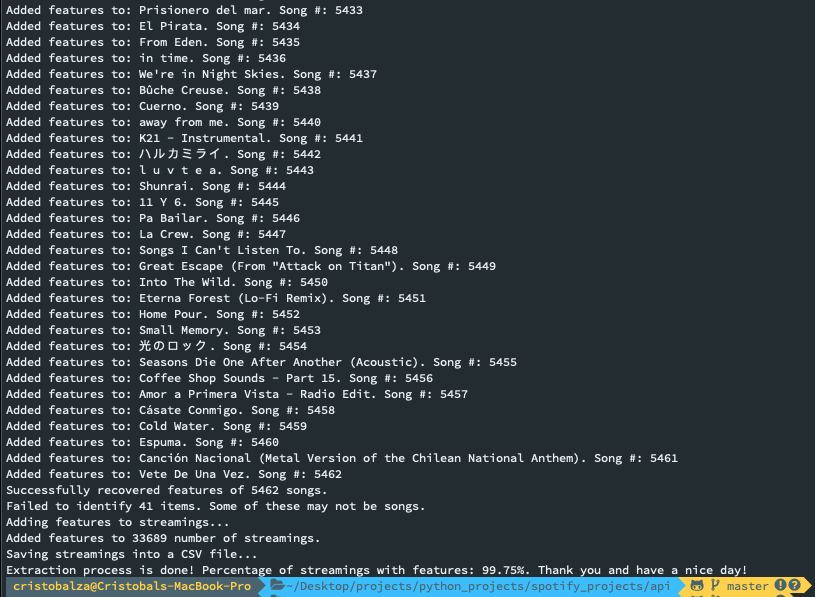 Added features to: Prisionero del mar. Song #: 5433
Added features to: El Pirata. Song #: 5434
Added features to: From Eden. Song #: 5435
Added features to: in time. Song #: 5436
Added features to: We're in Night Skies. Song #: 5437
Added features to: Bûche Creuse. Song #: 5438
Added features to: Cuerno. Song #: 5439
Added features to: away from me. Song #: 5440
Added features to: K21 - Instrumental. Song #: 5441
Added features to: ハルカミライ. Song #: 5442
Added features to: l u v t e a. Song #: 5443
Added features to: Shunrai. Song #: 5444
Added features to: 11 Y 6. Song #: 5445
Added features to: Pa Bailar. Song #: 5446
Added features to: La Crew. Song #: 5447
Added features to: Songs I Can't Listen To. Song #: 5448
Added features to: Great Escape (From "Attack on Titan"). Song #: 5449
Added features to: Into The Wild. Song #: 5450
Added features to: Eterna Forest (Lo-Fi Remix). Song #: 5451
Added features to: Home Pour. Song #: 5452
Added features to: Small Memory. Song #: 5453
Added features to: 光のロック. Song #: 5454
Added features to: Seasons Die One After Another (Acoustic). Song #: 5455
Added features to: Coffee Shop Sounds - Part 15. Song #: 5456
Added features to: Amor a Primera Vista - Radio Edit. Song #: 5457
Added features to: Cásate Conmigo. Song #: 5458
Added features to: Cold Water. Song #: 5459
Added features to: Espuma. Song #: 5460
Added features to: Canción Nacional (Metal Version of the Chilean National Anthem). Song #: 5461
Added features to: Vete De Una Vez. Song #: 5462
Successfully recovered features of 5462 songs.
Failed to identify 41 items. Some of these may not be songs.
Adding features to streamings...
Added features to 33689 number of streamings.
Saving streamings into a CSV file...
Extraction process is done! Percentage of streamings with features: 99.75%. Thank you and have a nice day!
cristobalza@Cristobals-MacBook-Pro ~/Desktop/projects/python_projects/spotify_projects/api master